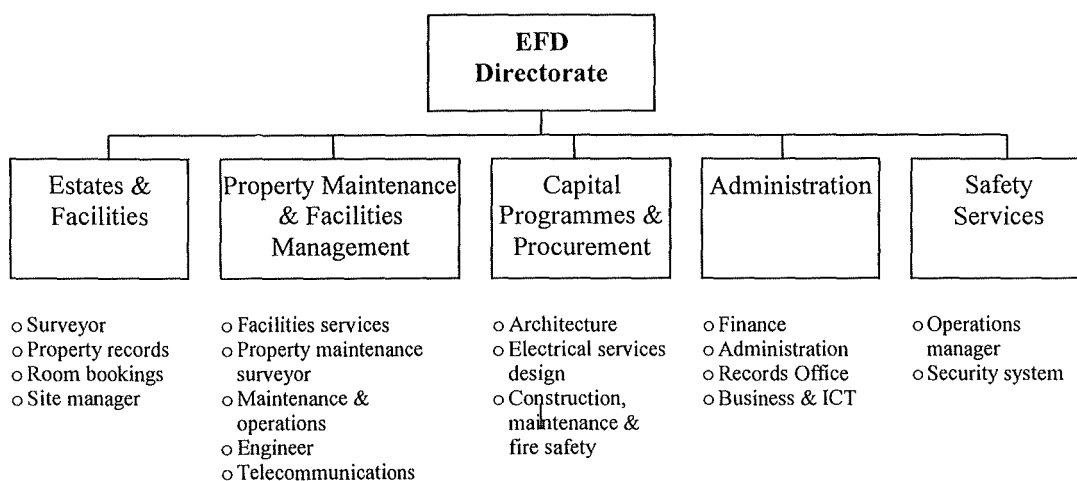 EFD
Directorate
Estates &
Facilities
Property Maintenance
& Facilities
Management
Capital
Programmes &
Procurement
Administration
Safety
Services
o Surveyor
o Property records
o Room bookings
o Site manager
o Facilities services
o Property maintenance
surveyor
o Maintenance &
operations
o Engineer
o Telecommunications
o Architecture
o Electrical services
design
o Construction,
maintenance &
fire safety
o Finance
o Administration
o Records Office
o Business & ICT
o Operations
manager
o Security system